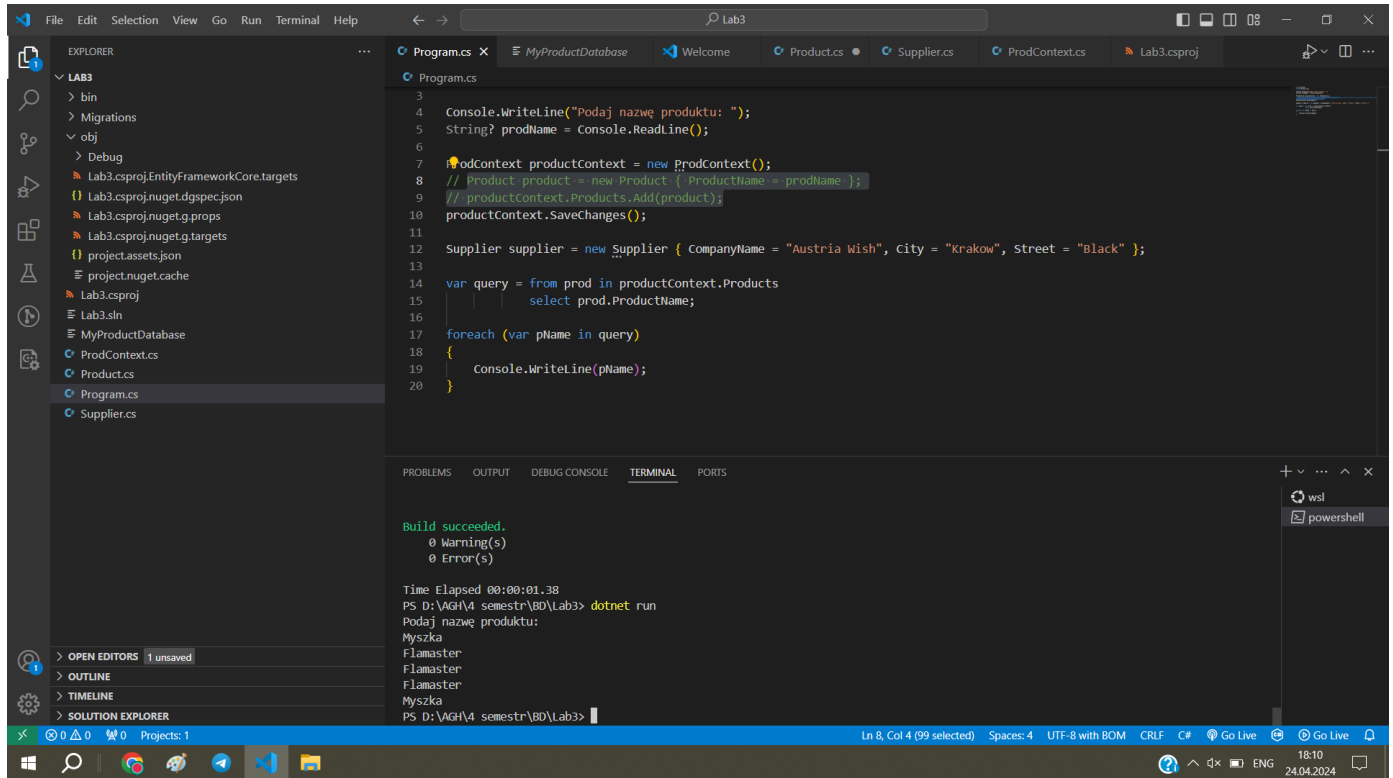 File Edit Selection View Go Run Terminal Help
Lab3
EXPLORER
Program.cs
MyProductDatabase
Welcome
Product.cs
Supplier.cs
ProdContext.cs
Lab3.csproj
LAB3
bin
Migrations
obj
Debug
Lab3.csproj.EntityFrameworkCore.targets
Lab3.csproj.nuget.dgspec.json
Lab3.csproj.nuget.g.props
Lab3.csproj.nuget.g.targets
project.assets.json
project.nuget.cache
Lab3.csproj
Lab3.sln
MyProductDatabase
ProdContext.cs
Product.cs
Program.cs
Supplier.cs
OPEN EDITORS 1 unsaved
OUTLINE
TIMELINE
SOLUTION EXPLORER
Program.cs
3
4 Console.WriteLine("Podaj nazwę produktu: ");
5 String? prodName = Console.ReadLine();
6
7 ProdContext productContext = new ProdContext();
8 // Product product = new Product { ProductName = prodName };
9 // productContext.Products.Add(product);
10 productContext.SaveChanges();
11
12 Supplier supplier = new Supplier { CompanyName = "Austria Wish", City = "Krakow", Street = "Black" };
13
14 var query = from prod in productContext.Products
15 select prod.ProductName;
16
17 foreach (var pName in query)
18 {
19 Console.WriteLine(pName);
20 }
PROBLEMS OUTPUT DEBUG CONSOLE TERMINAL PORTS
wsl
powershell
Build succeeded.
0 Warning(s)
0 Error(s)
Time Elapsed 00:00:01.38
PS D:\AGH\4 semestr\BD\Lab3> dotnet run
Podaj nazwę produktu:
Myszka
Flamaster
Flamaster
Flamaster
Myszka
PS D:\AGH\4 semestr\BD\Lab3>
0 0 0 Projects: 1
Ln 8, Col 4 (99 selected) Spaces: 4 UTF-8 with BOM CRLF C# Go Live Go Live
ENG
18:10
24.04.2024